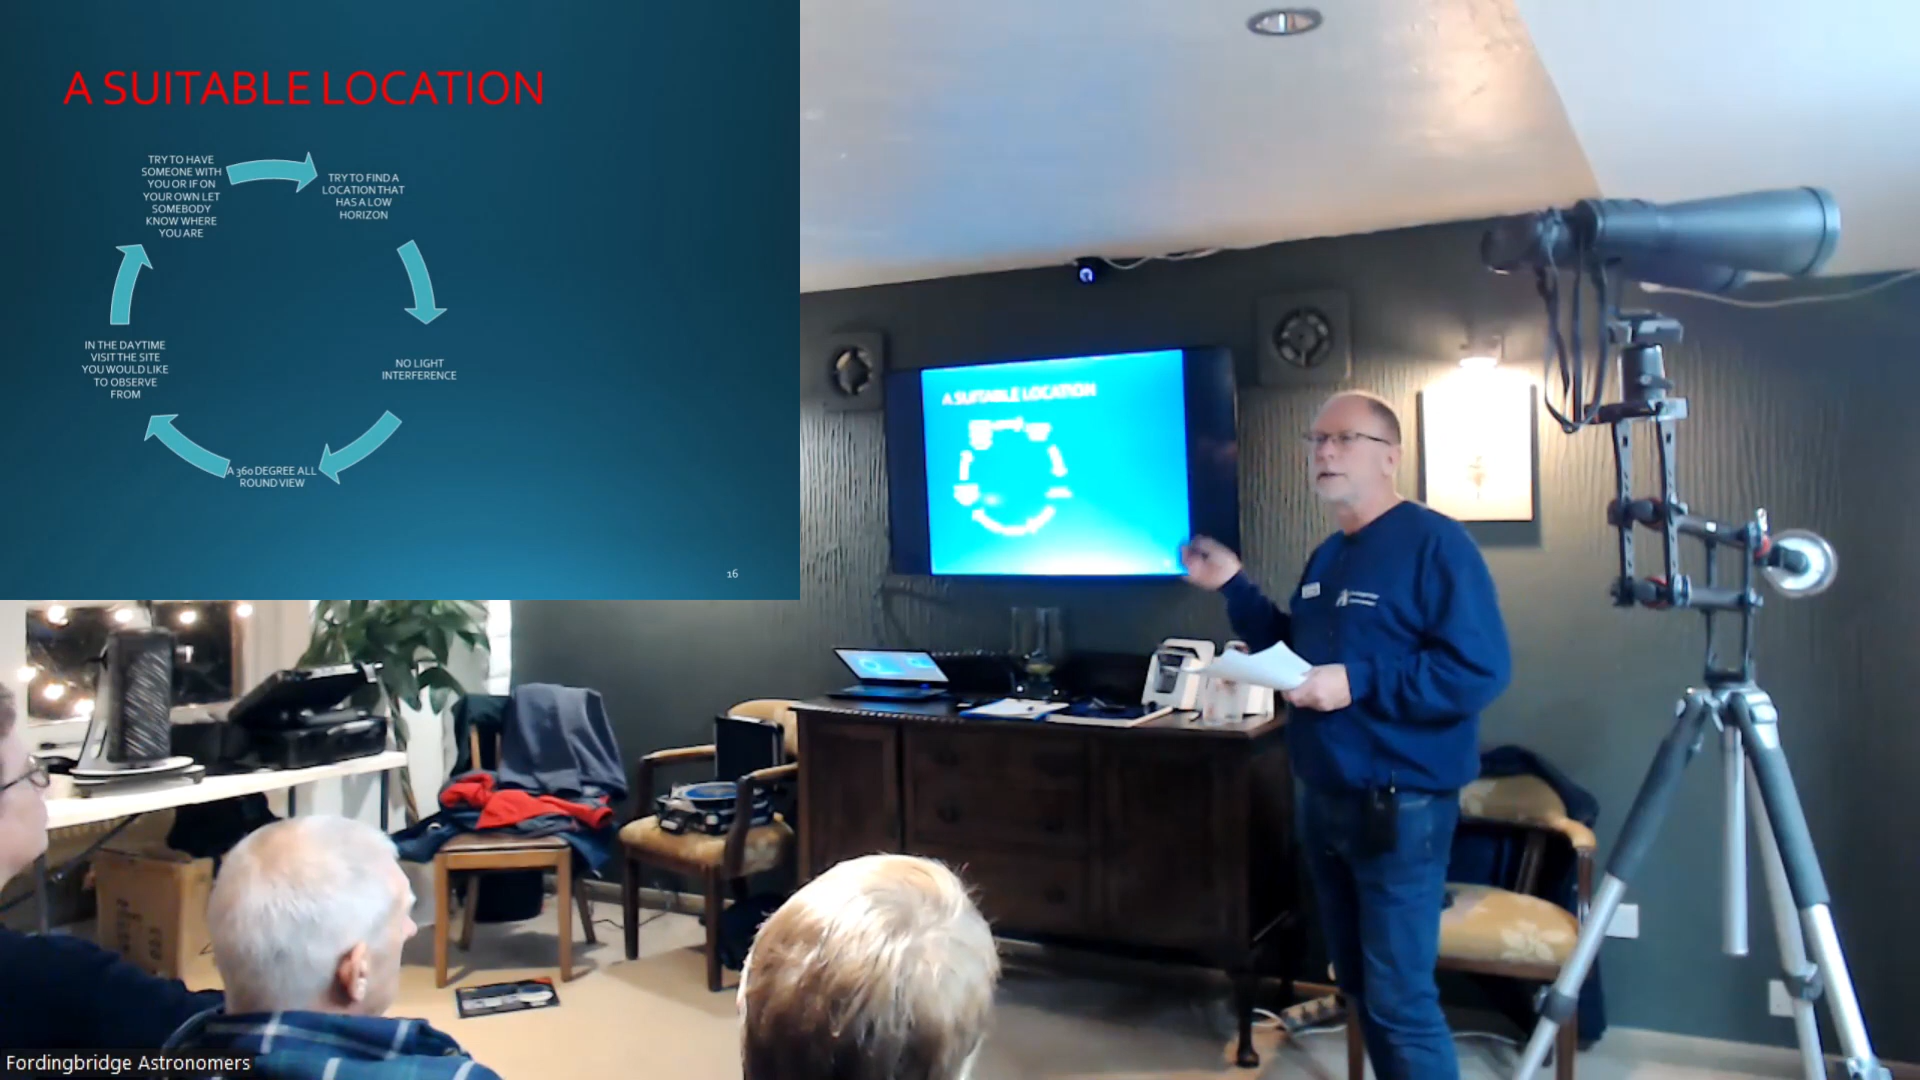 A SUITABLE LOCATION
TRY TO HAVE
SOMEONE WITH
YOU OR IF ON
YOUR OWN LET
SOMEBODY
KNOW WHERE
YOU ARE
TRY TO FIND A
LOCATION THAT
HAS A LOW
HORIZON
NO LIGHT
INTERFERENCE
A 360 DEGREE ALL
ROUND VIEW
IN THE DAYTIME
VISIT THE SITE
YOU WOULD LIKE
TO OBSERVE
FROM
16
A SUITABLE LOCATION
Fordingbridge Astronomers